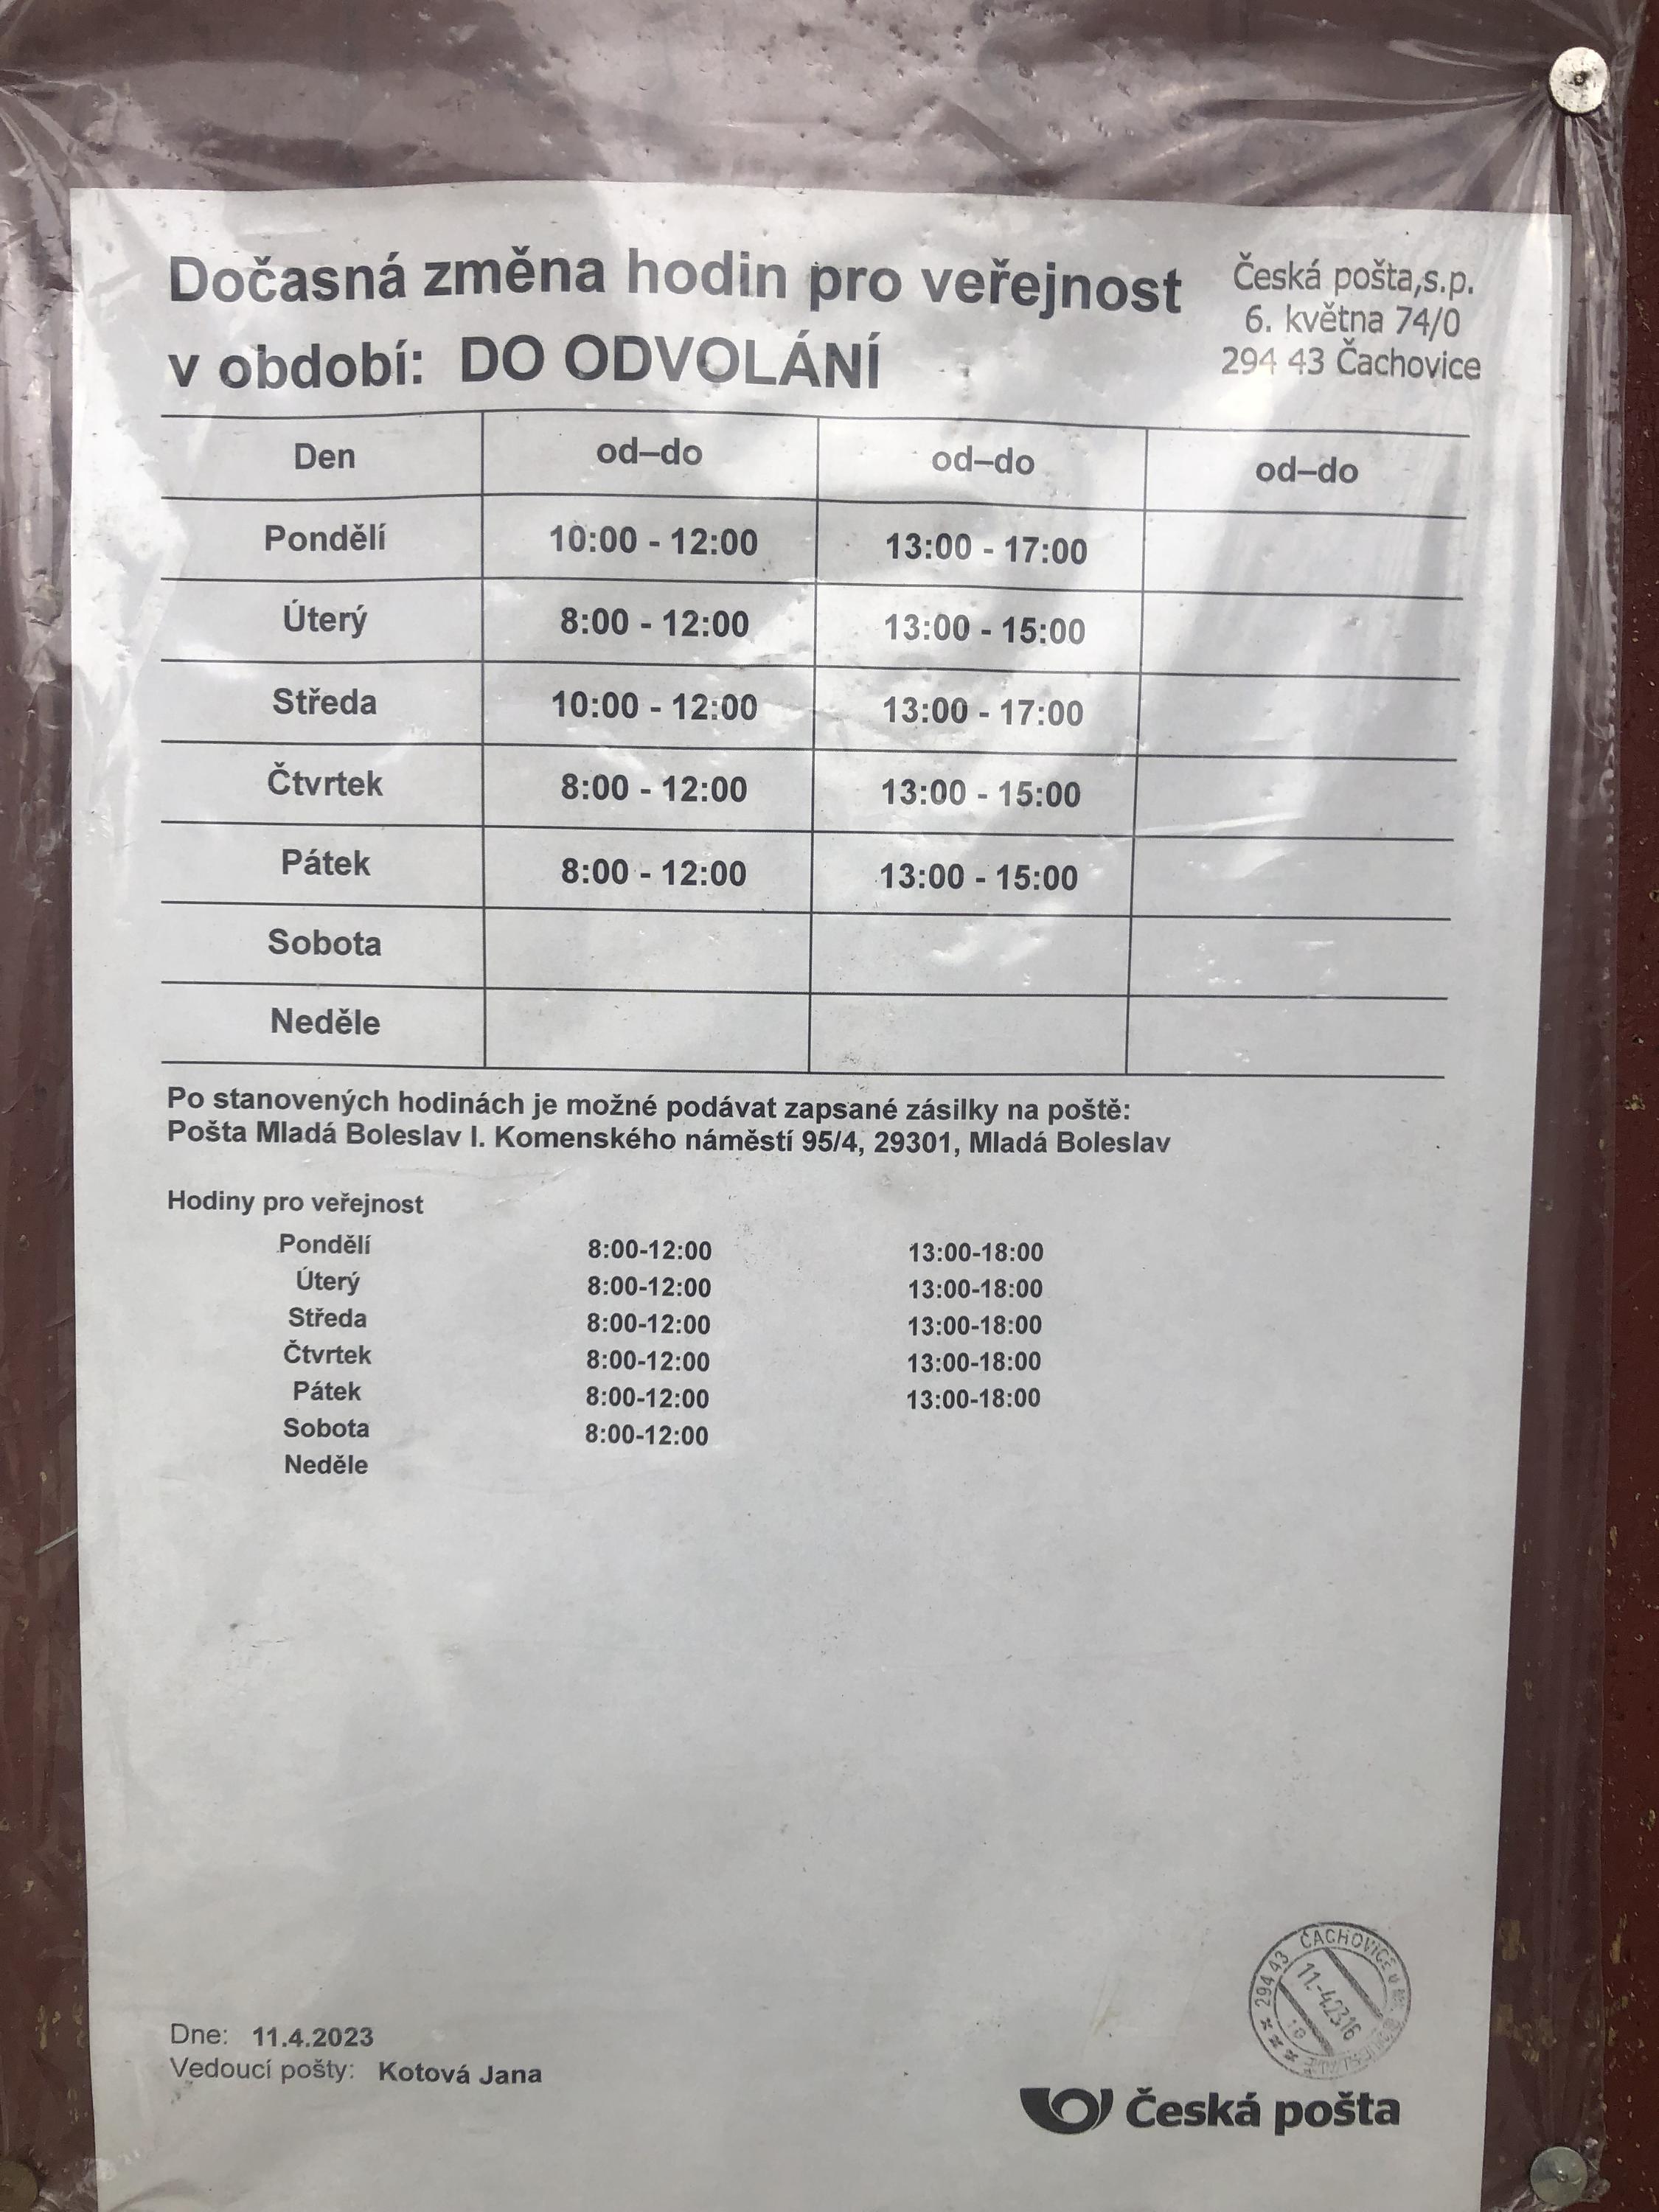 Dočasná změna hodin pro veřejnost
v období: DO ODVOLÁNÍ
Česká pošta,s.p.
6. května 74/0
294 43 Čachovice
Den od–do od–do od–do
Pondělí 10:00 - 12:00 13:00 - 17:00
Úterý 8:00 - 12:00 13:00 - 15:00
Středa 10:00 - 12:00 13:00 - 17:00
Čtvrtek 8:00 - 12:00 13:00 - 15:00
Pátek 8:00 - 12:00 13:00 - 15:00
Sobota
Neděle
Po stanovených hodinách je možné podávat zapsané zásilky na poště:
Pošta Mladá Boleslav I. Komenského náměstí 95/4, 29301, Mladá Boleslav
Hodiny pro veřejnost
Pondělí 8:00-12:00 13:00-18:00
Úterý 8:00-12:00 13:00-18:00
Středa 8:00-12:00 13:00-18:00
Čtvrtek 8:00-12:00 13:00-18:00
Pátek 8:00-12:00 13:00-18:00
Sobota 8:00-12:00
Neděle
294 43 ČACHOVICE
11.-4.23 16
Dne: 11.4.2023
Vedoucí pošty: Kotová Jana
Česká pošta